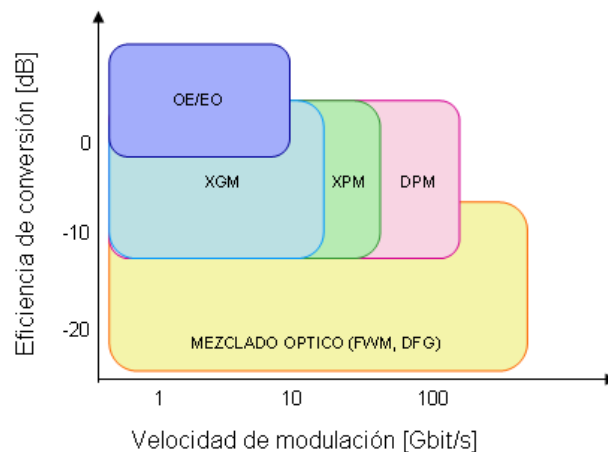 Eficiencia de conversión [dB]
OE/EO
0
XGM XPM DPM
-10
-20
MEZCLADO OPTICO (FWM, DFG)
1 10 100
Velocidad de modulación [Gbit/s]